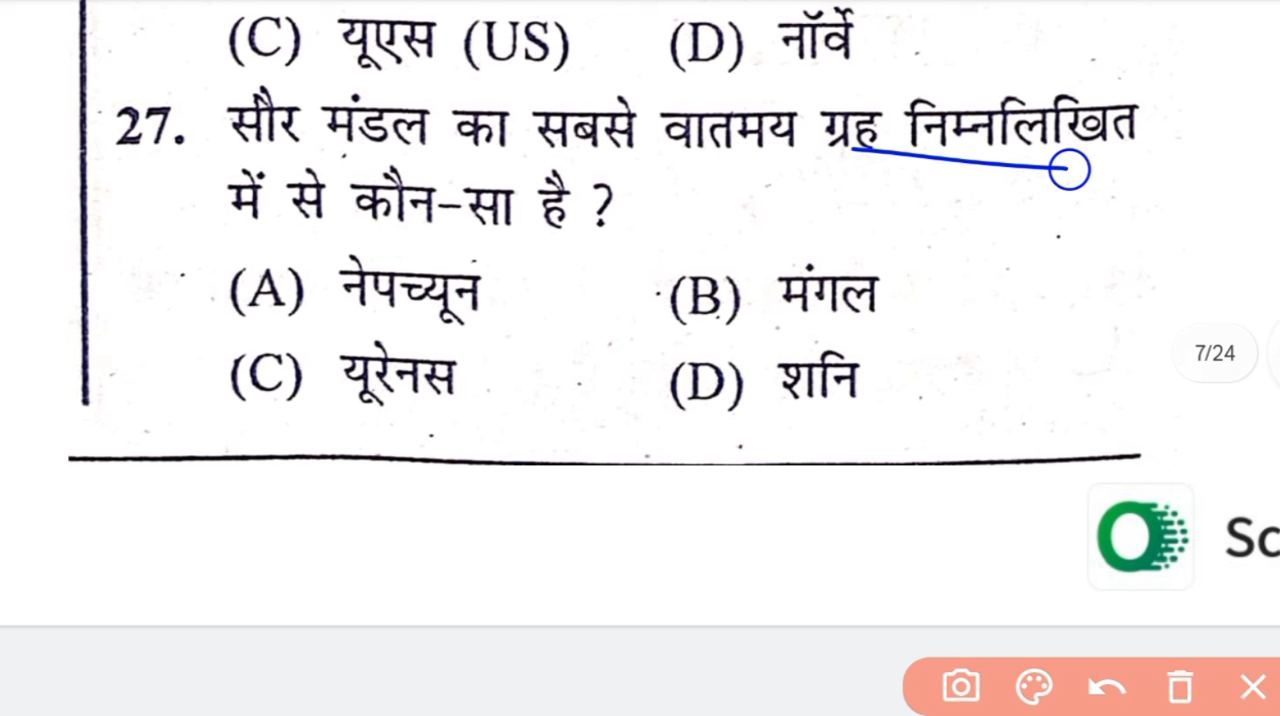 (C) यूएस (US) (D) नॉर्वे
27. सौर मंडल का सबसे वातमय ग्रह निम्नलिखित
में से कौन-सा है ?
(A) नेपच्यून (B) मंगल
(C) यूरेनस (D) शनि
7/24
Sc